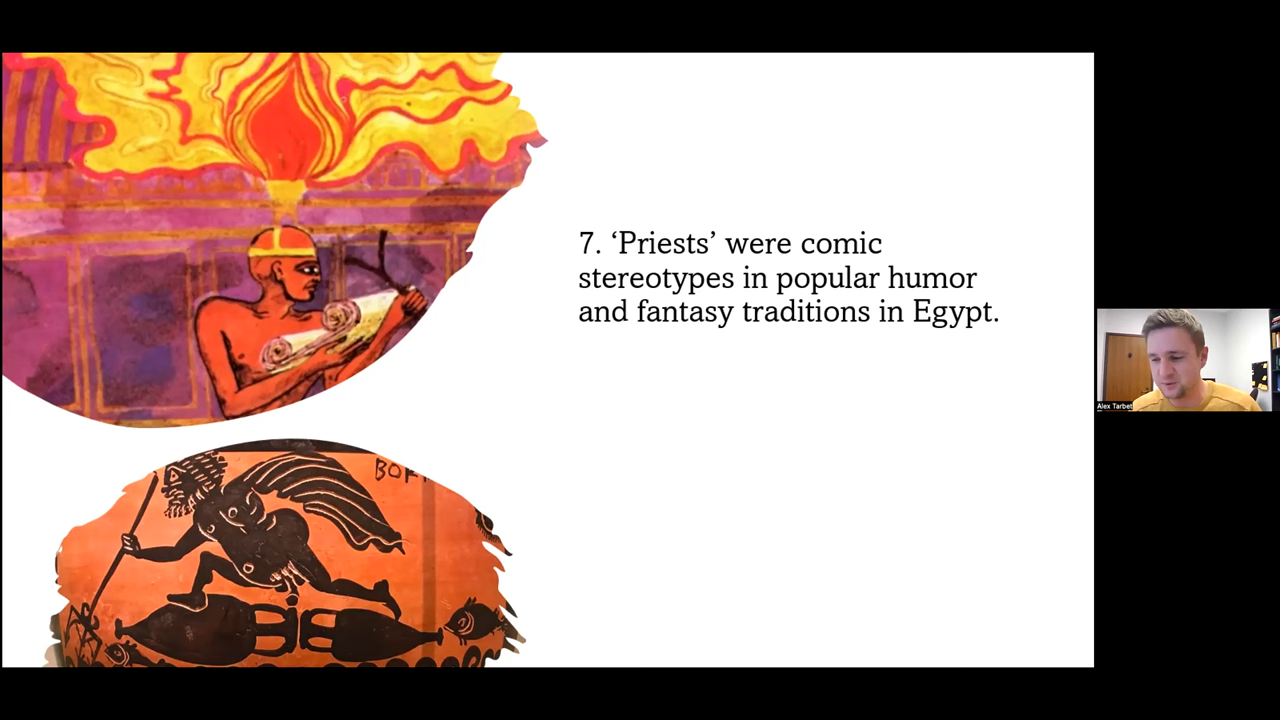 7. ‘Priests’ were comic
stereotypes in popular humor
and fantasy traditions in Egypt.
Alex Tarbet